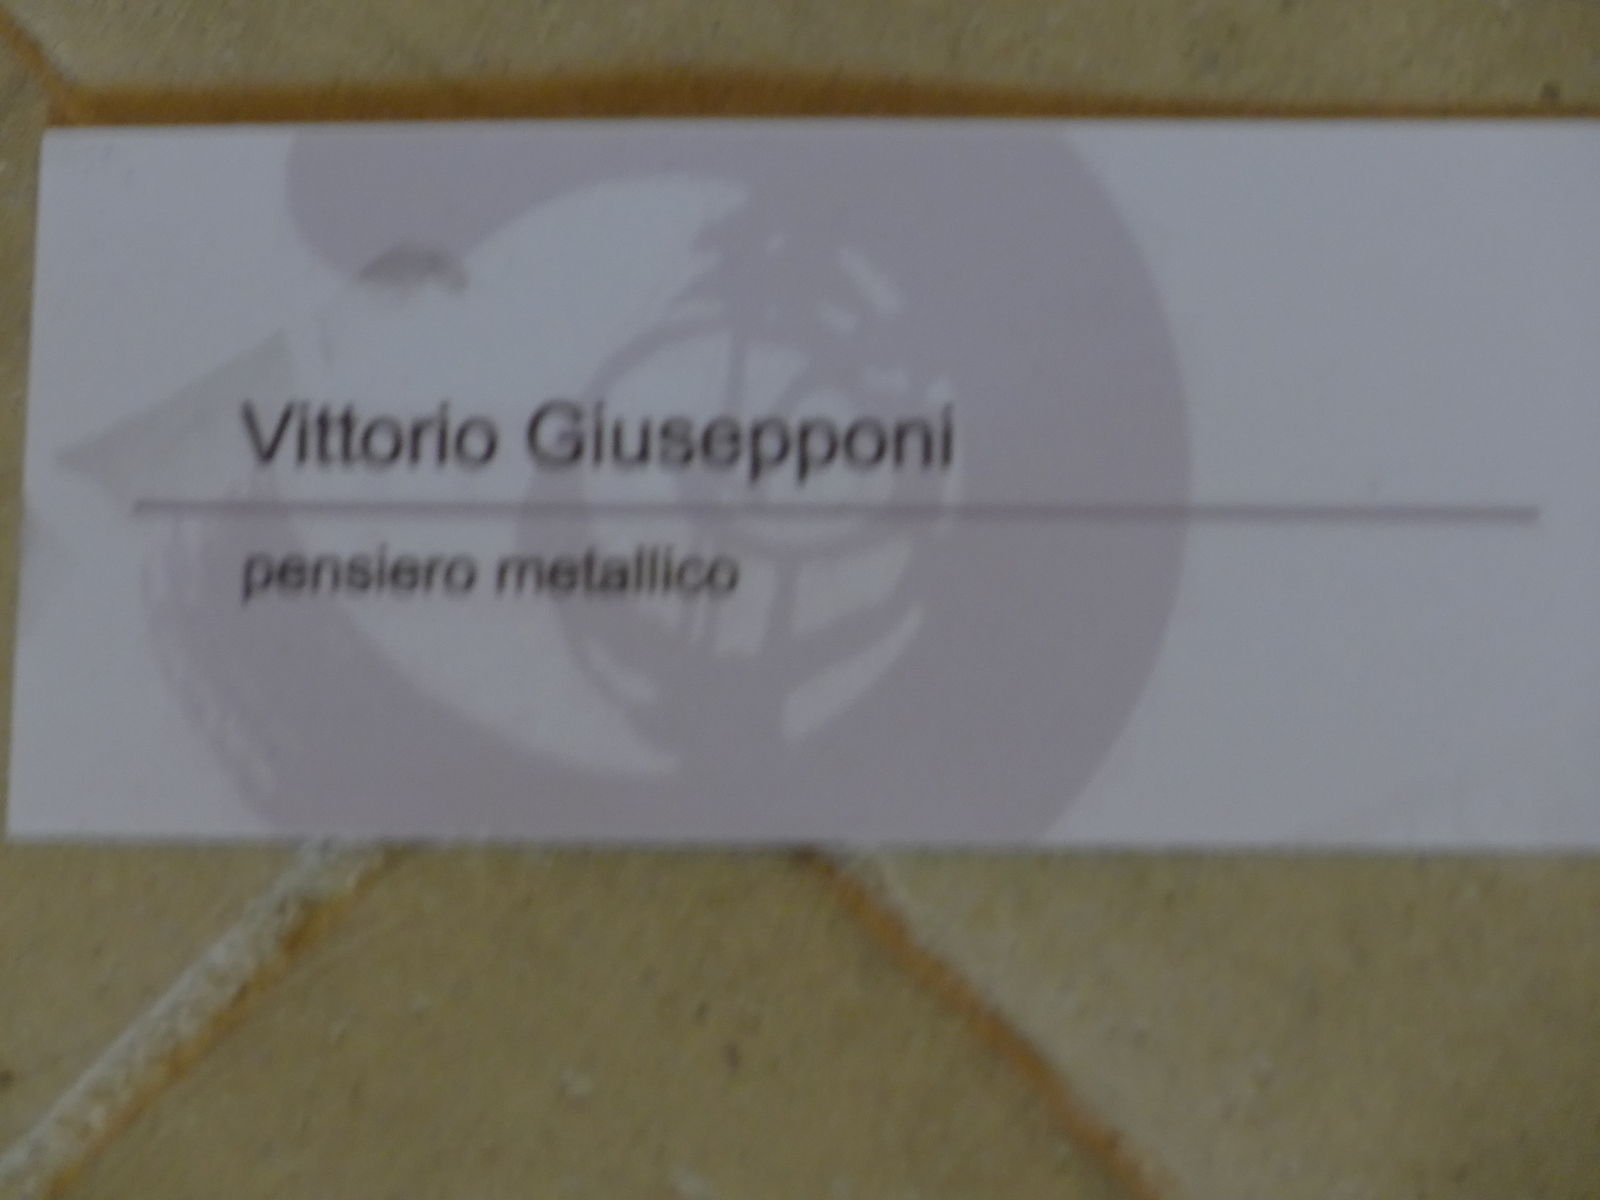 Vittorio Giusepponi
pensiero metallico